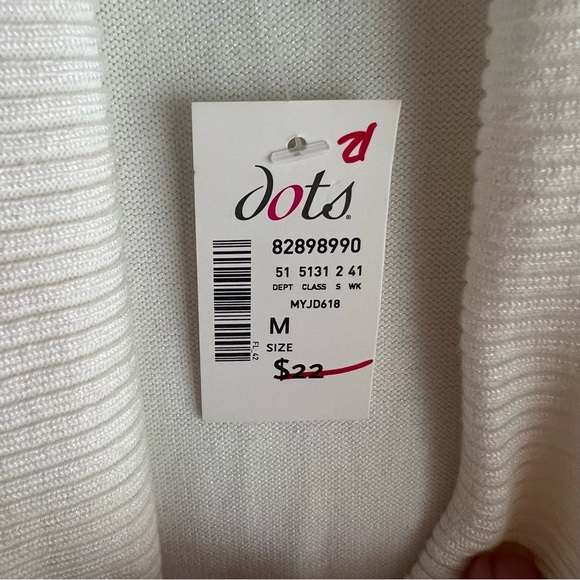 dots®
82898990
51 5131 2 41
DEPT CLASS S WK
MYJD618
M
SIZE
$22
FL 42